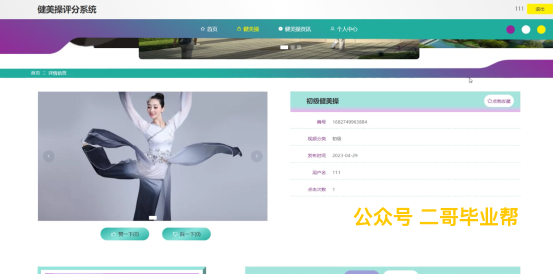 健美操评分系统
111
退出
首页
健美操
健美操资讯
个人中心
首页
详情信息
初级健美操
点我收藏
编号
1682749963884
视频分类
初级
发布时间
2023-04-29
用户名
111
点击次数
1
赞一下(0)
踩一下(0)
公众号 二哥毕业帮